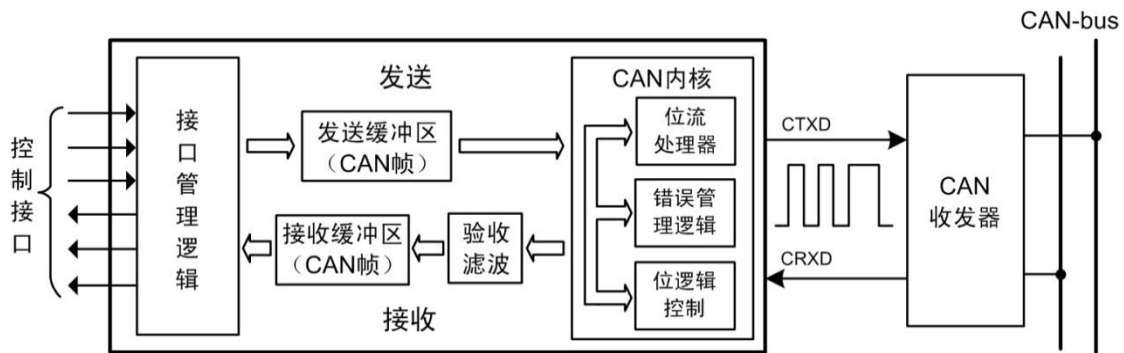 CAN-bus
发送
CAN内核
控制接口
接口管理逻辑
发送缓冲区
（CAN帧）
位流
处理器
CTXD
错误管
理逻辑
CAN
收发器
接收缓冲区
（CAN帧）
验收
滤波
CRXD
位逻辑
控制
接收